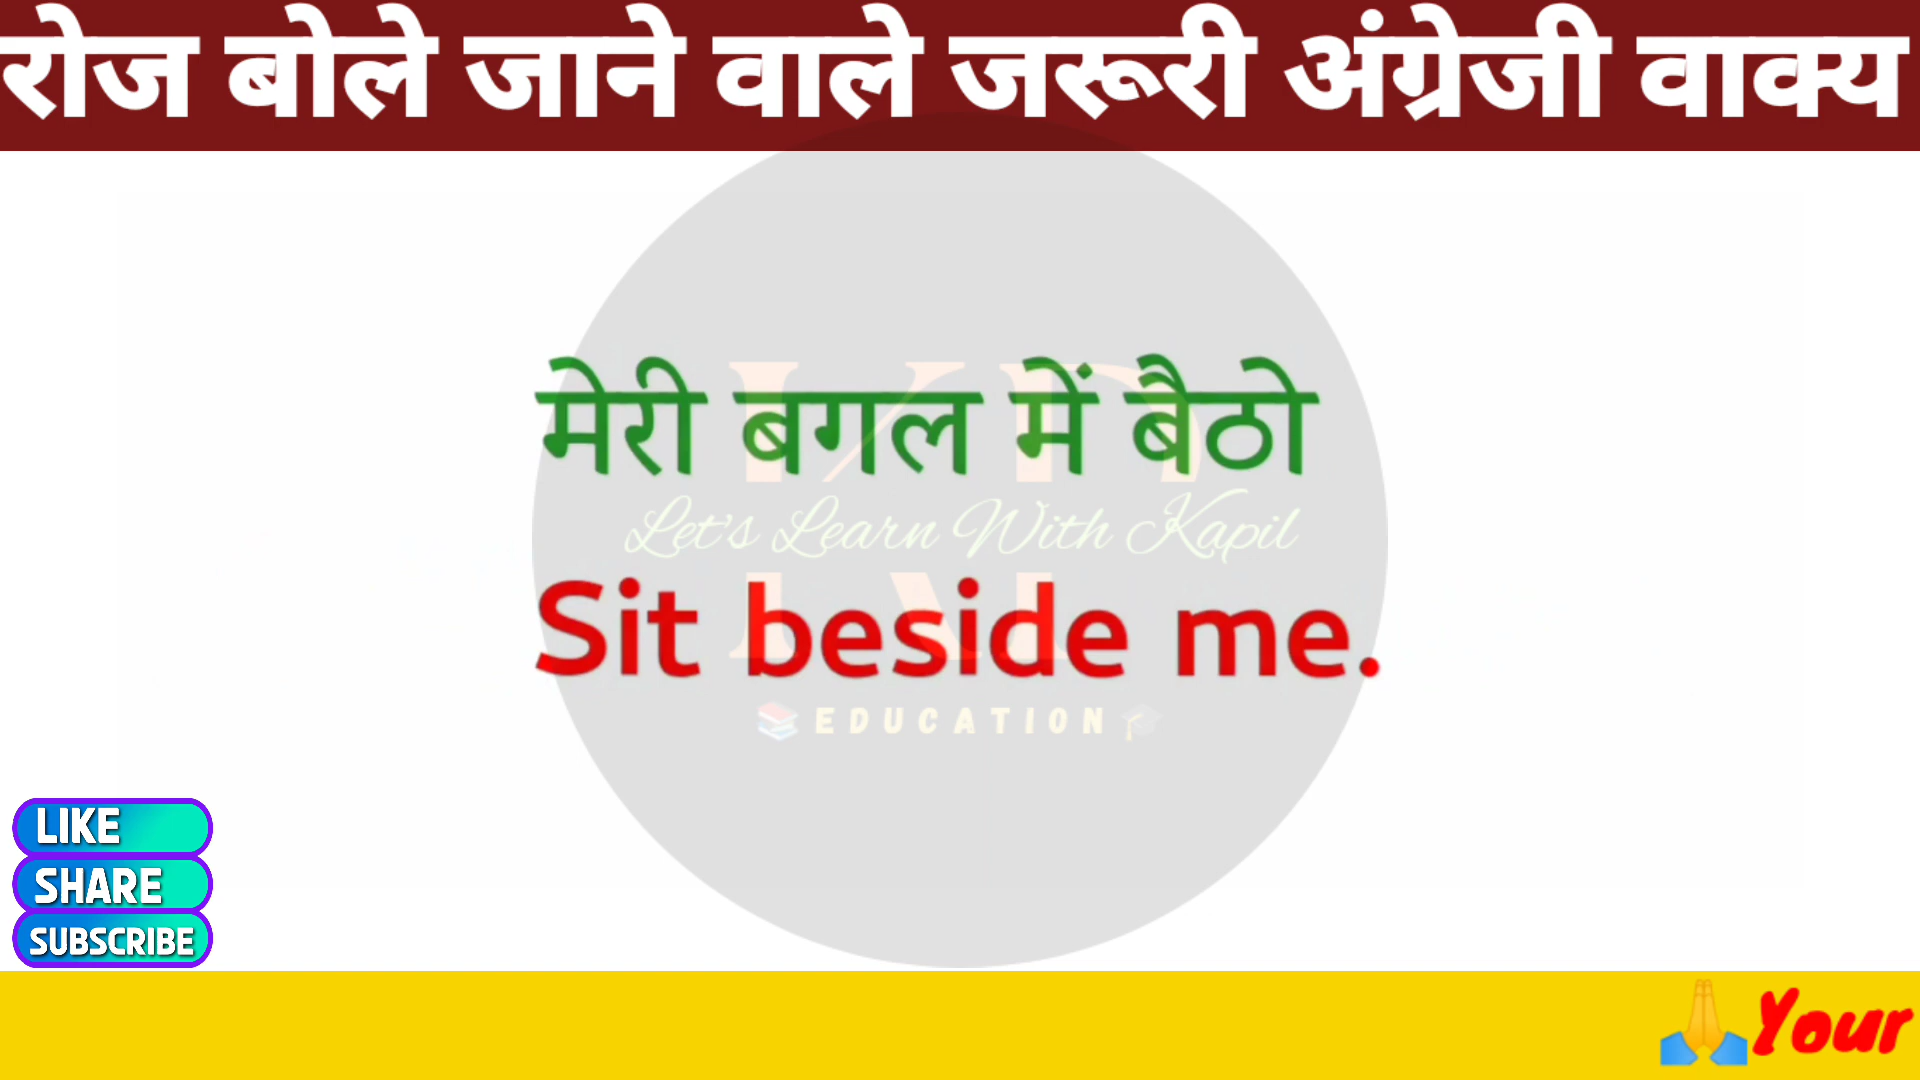 रोज बोले जाने वाले जरूरी अंग्रेजी वाक्य
मेरी बगल में बैठो
Let's Learn With Kapil
Sit beside me.
EDUCATION
LIKE
SHARE
SUBSCRIBE
🙏Your